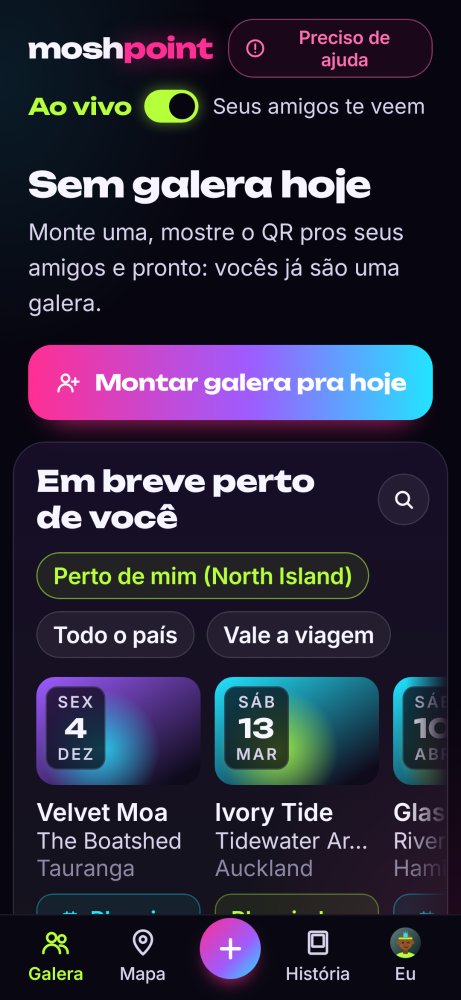 moshpoint
Preciso de
ajuda
Ao vivo
Seus amigos te veem
Sem galera hoje
Monte uma, mostre o QR pros seus
amigos e pronto: vocês já são uma
galera.
Montar galera pra hoje
Em breve perto
de você
Perto de mim (North Island)
Todo o país
Vale a viagem
SEX
4
DEZ
SÁB
13
MAR
Velvet Moa
The Boatshed
Tauranga
Ivory Tide
Tidewater Ar...
Auckland
Galera
Mapa
História
Eu